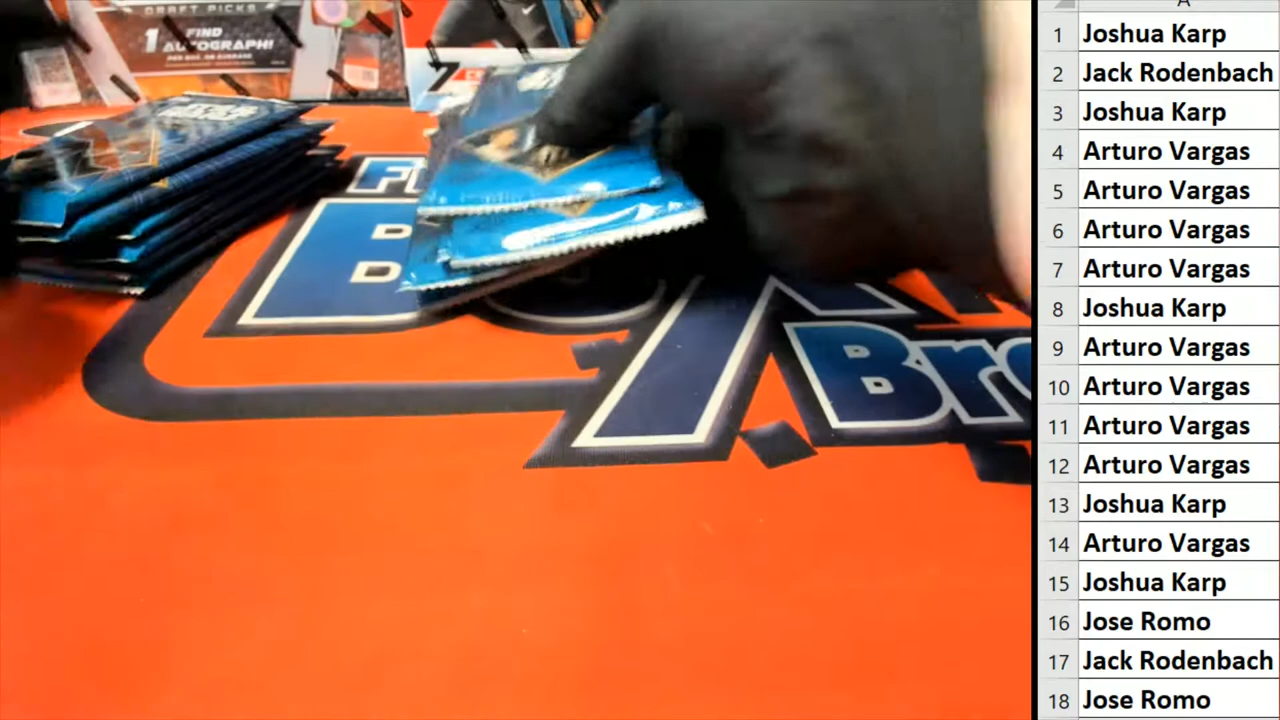 DRAFT PICKS
1 FIND
AUTOGRAPH!
STAR
WARS
Bro
A
1 Joshua Karp
2 Jack Rodenbach
3 Joshua Karp
4 Arturo Vargas
5 Arturo Vargas
6 Arturo Vargas
7 Arturo Vargas
8 Joshua Karp
9 Arturo Vargas
10 Arturo Vargas
11 Arturo Vargas
12 Arturo Vargas
13 Joshua Karp
14 Arturo Vargas
15 Joshua Karp
16 Jose Romo
17 Jack Rodenbach
18 Jose Romo